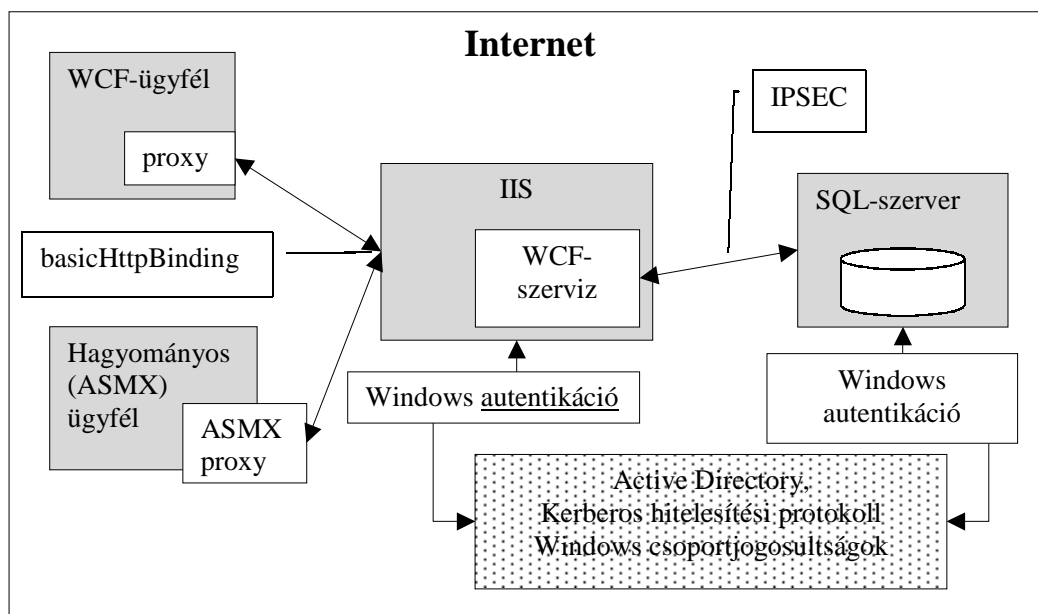 Internet
WCF-ügyfél
proxy
IPSEC
IIS
SQL-szerver
basicHttpBinding
WCF-
szerviz
Hagyományos
(ASMX)
ügyfél
ASMX
proxy
Windows autentikáció
Windows
autentikáció
Active Directory,
Kerberos hitelesítési protokoll
Windows csoportjogosultságok